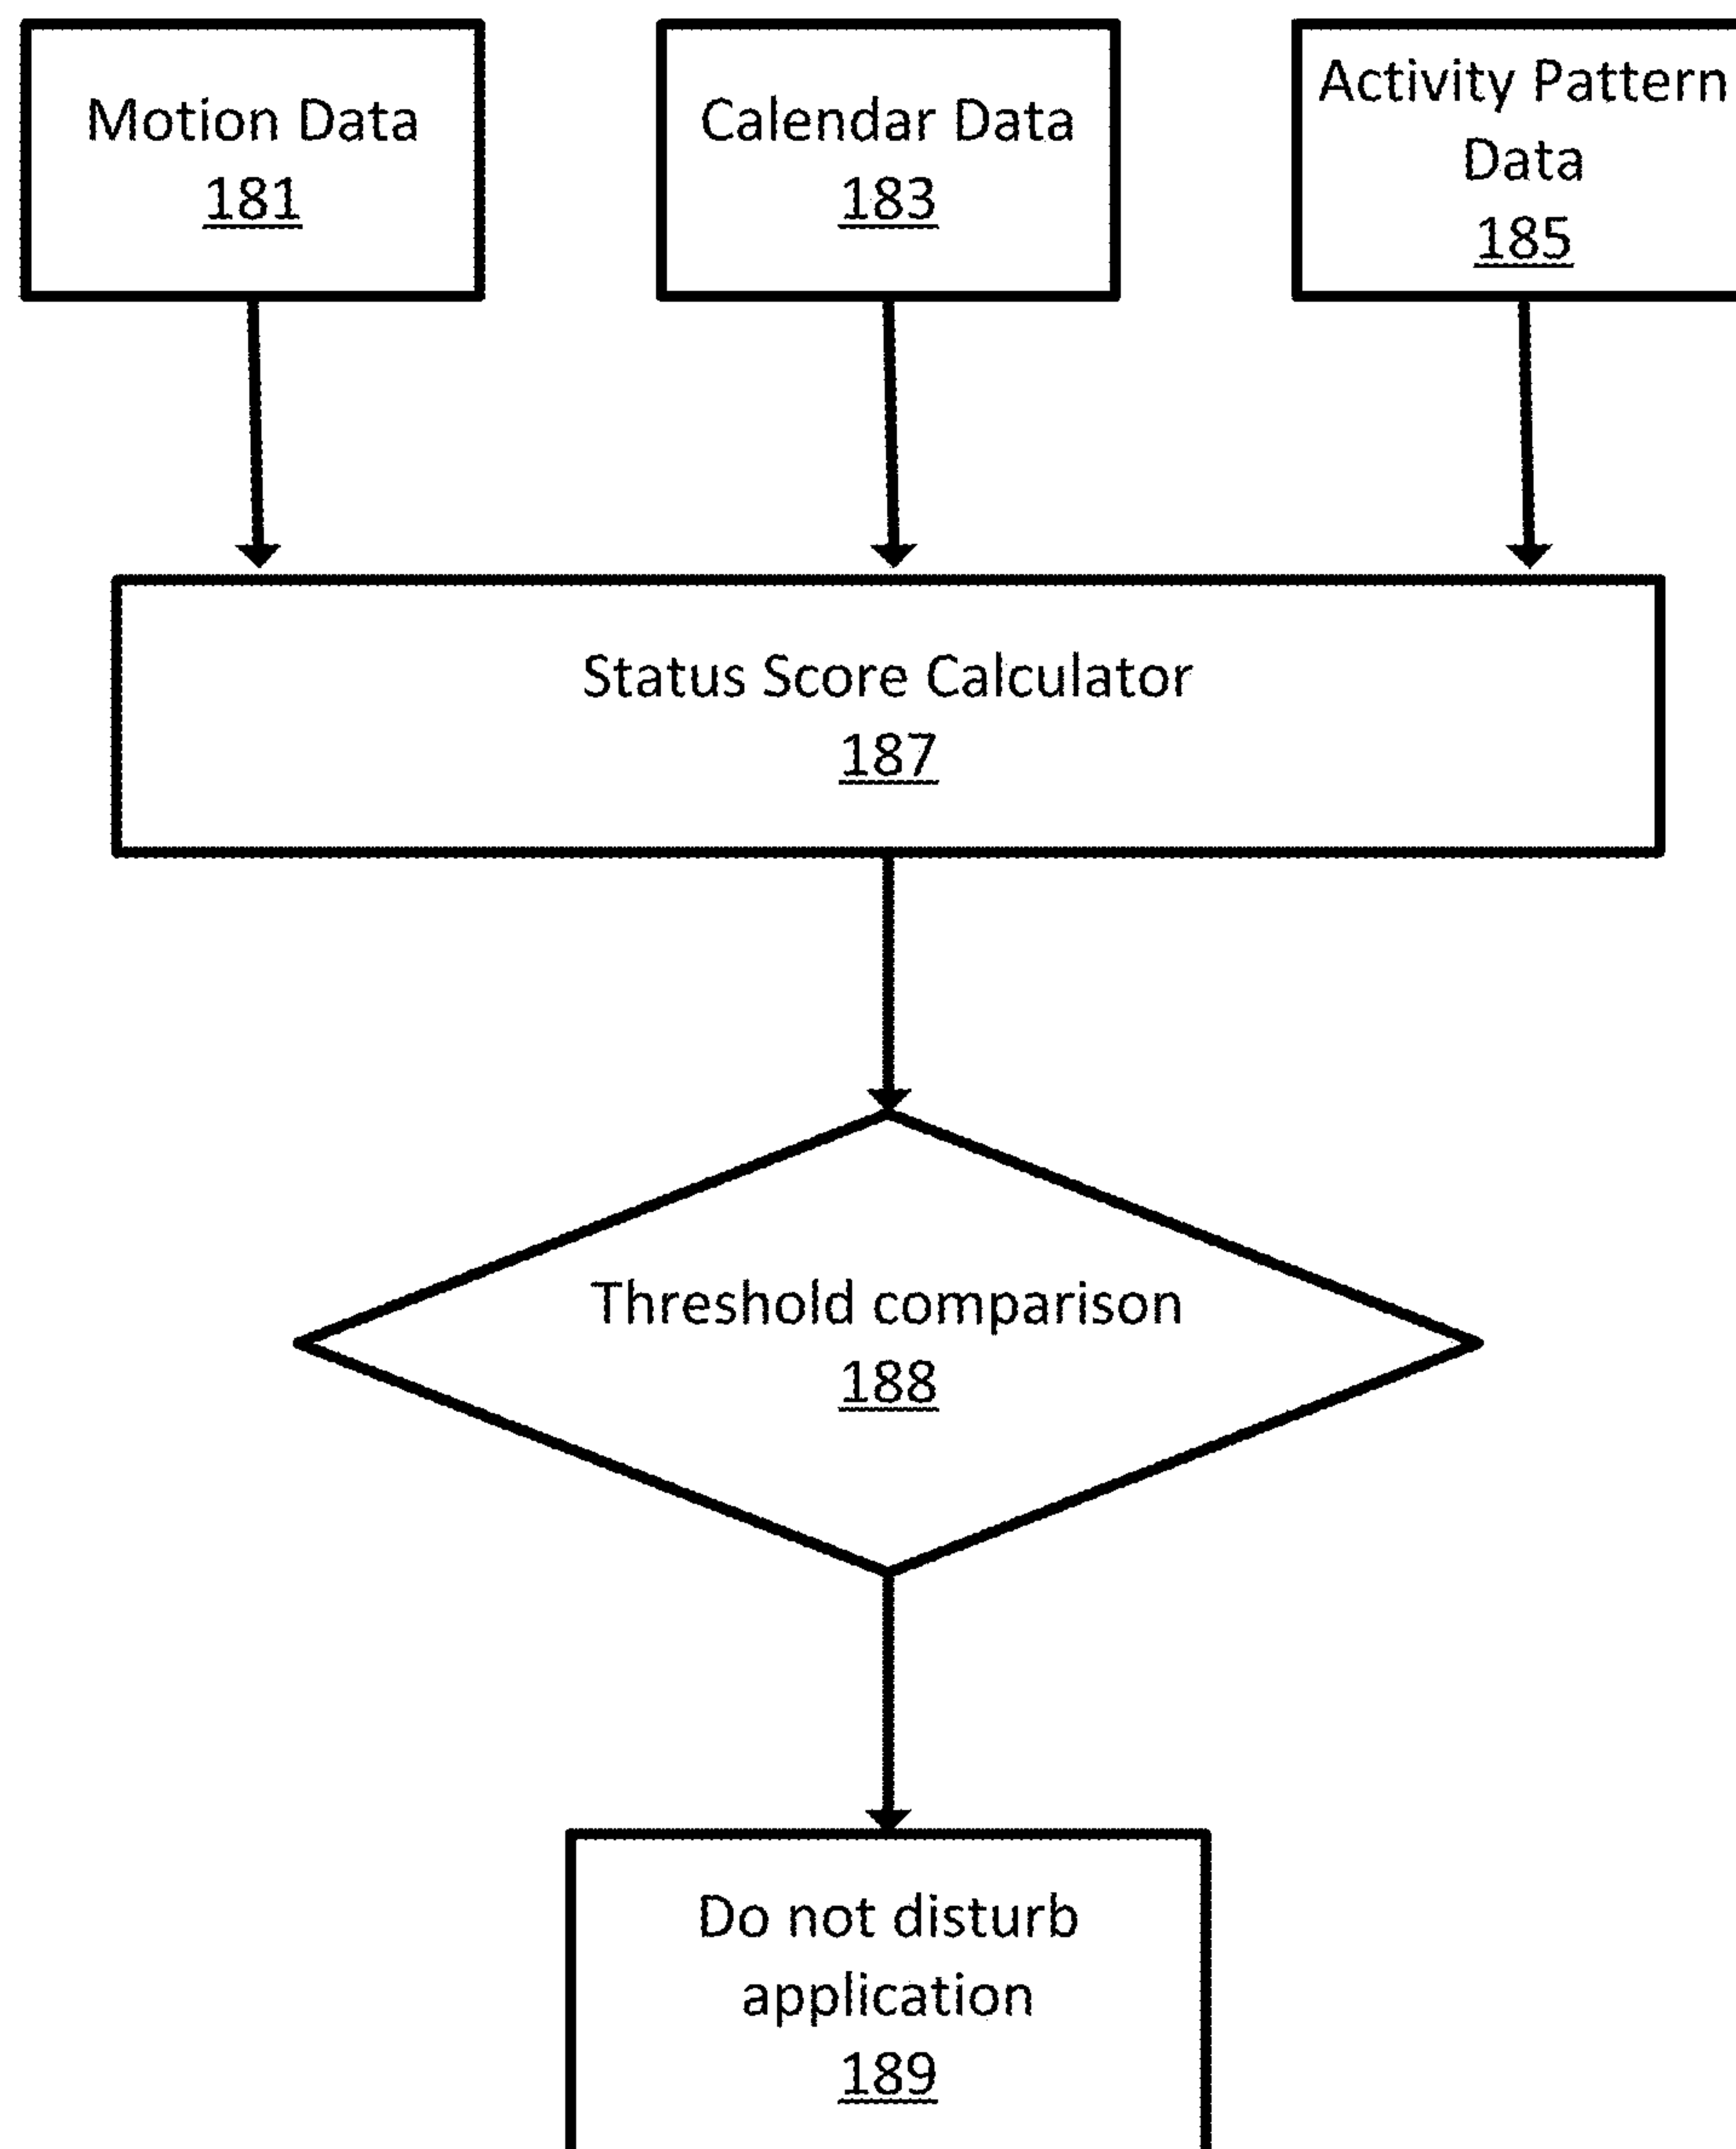 Motion Data
181
Calendar Data
183
Activity Pattern
Data
185
Status Score Calculator
187
Threshold comparison
188
Do not disturb
application
189